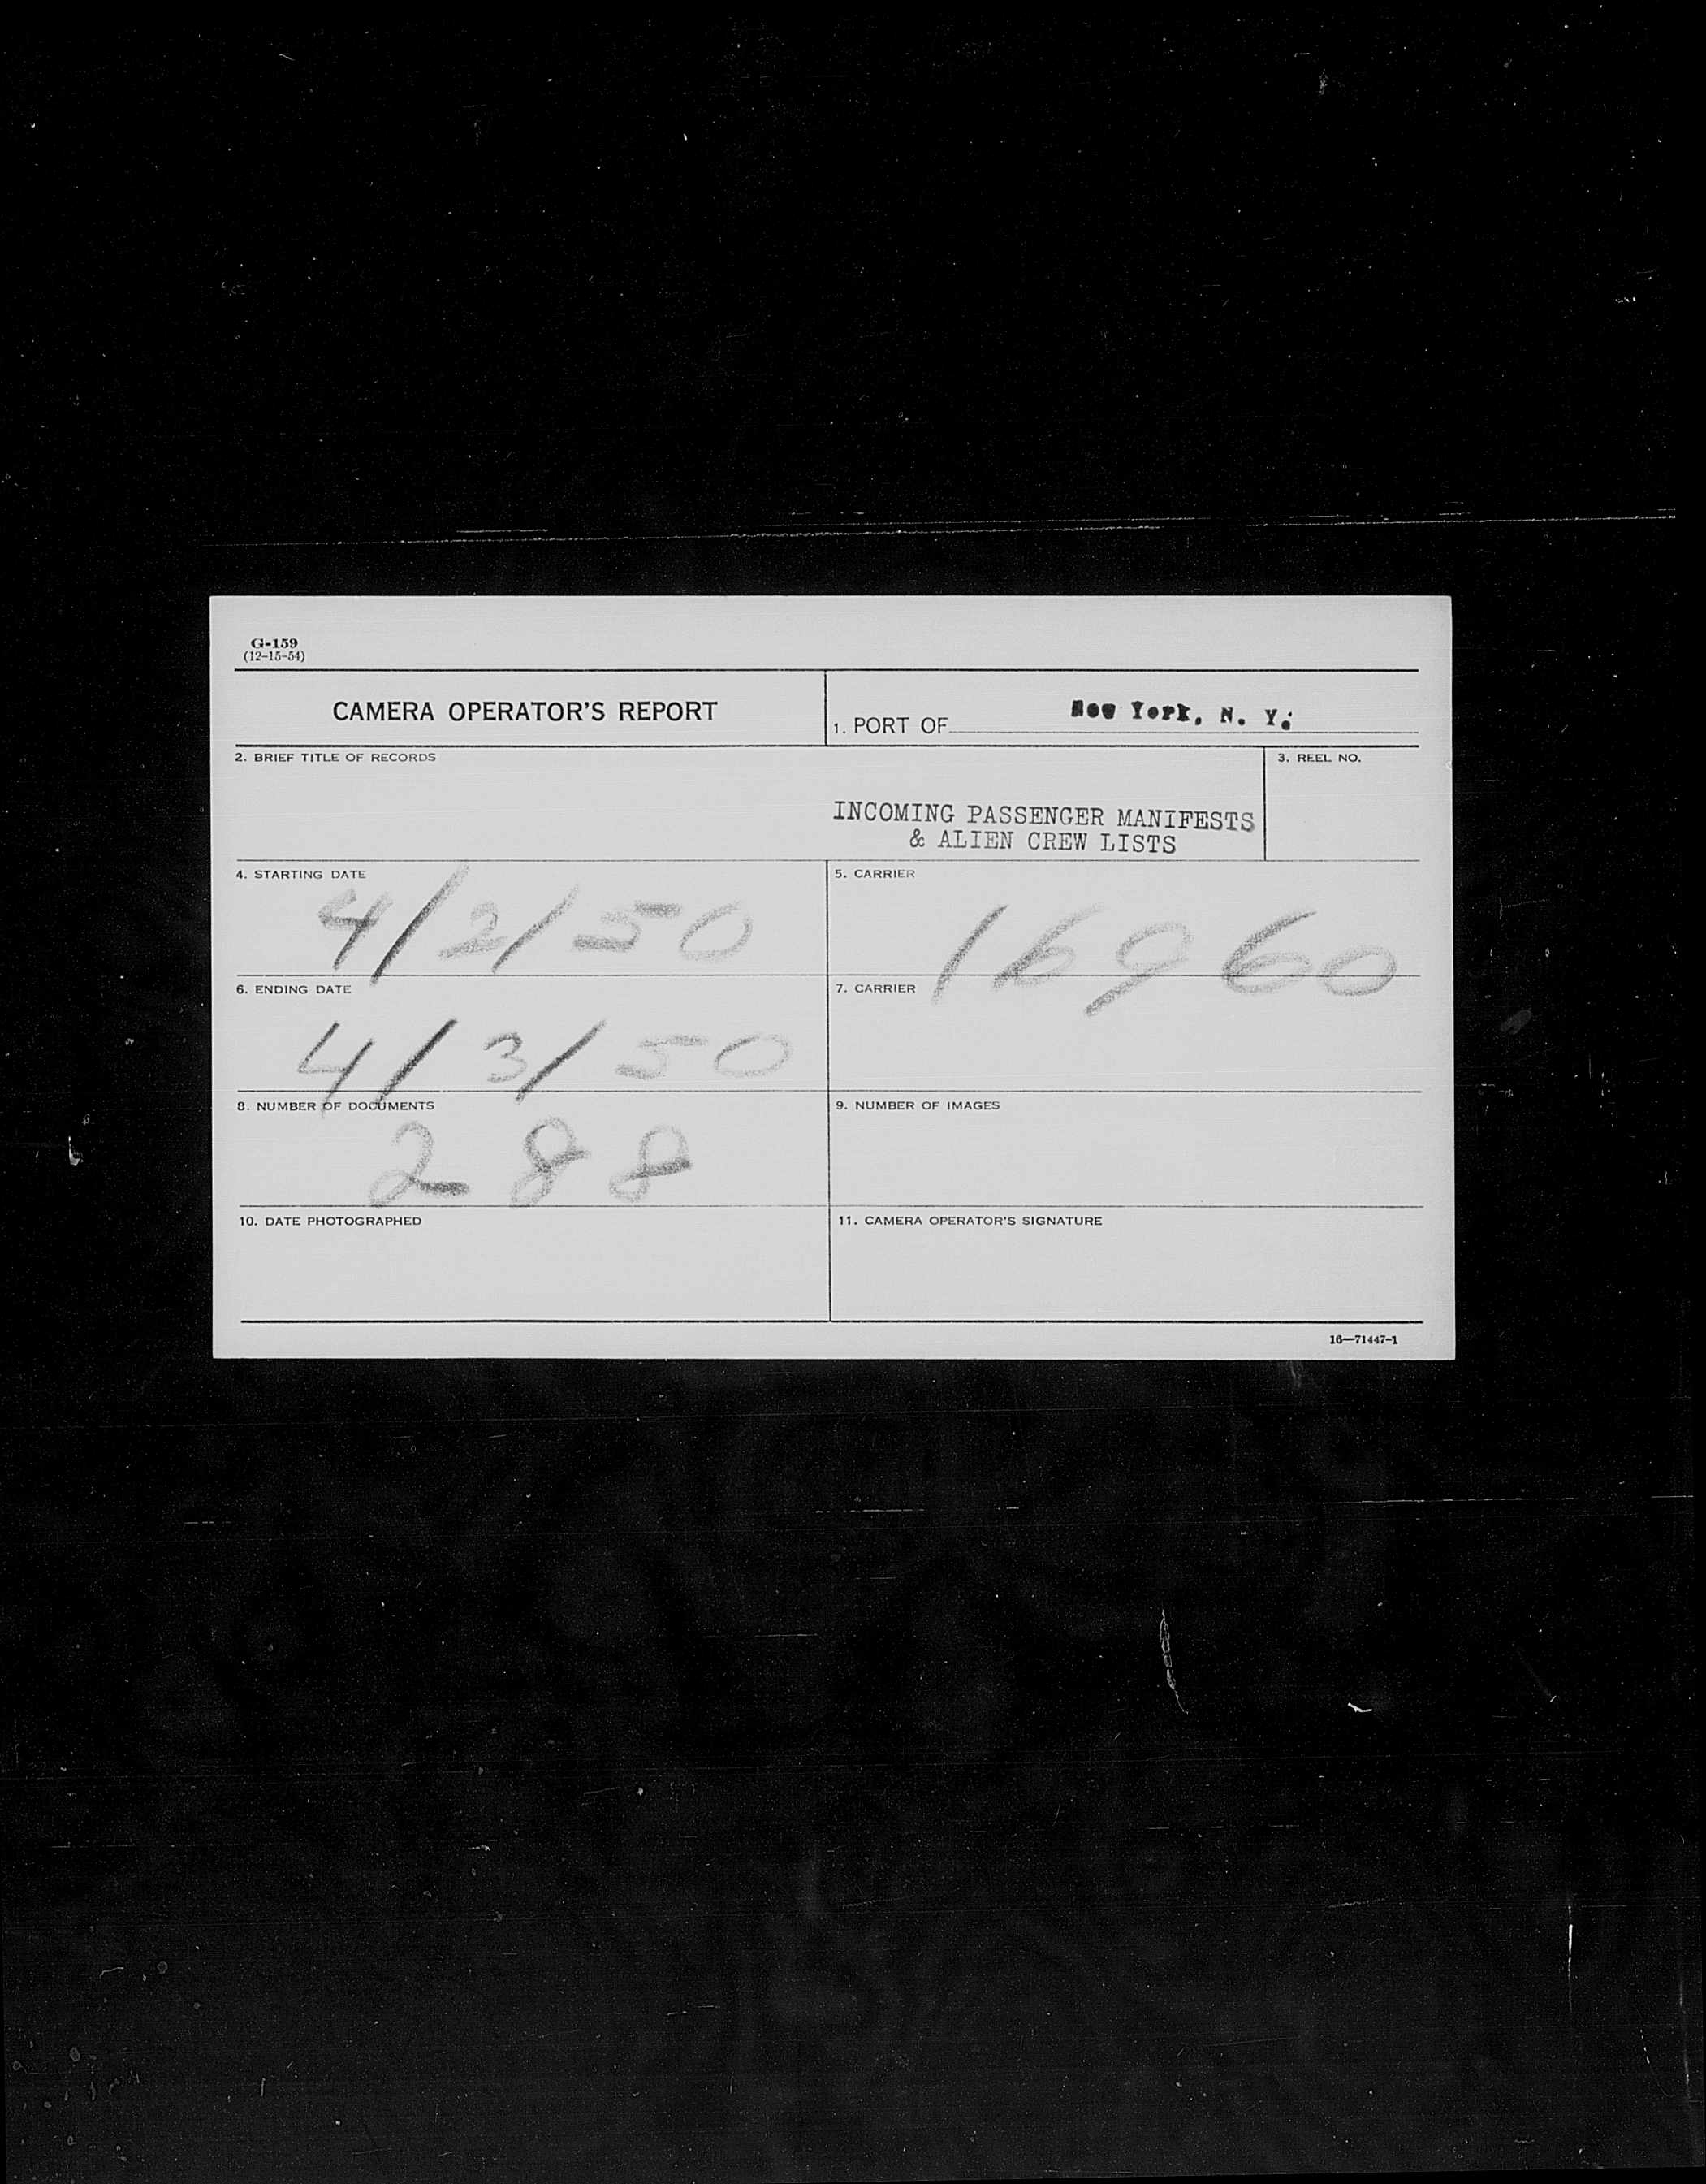 G-159
(12-15-54)
CAMERA OPERATOR'S REPORT
1. PORT OF New York, N. Y.
2. BRIEF TITLE OF RECORDS
INCOMING PASSENGER MANIFESTS
& ALIEN CREW LISTS
3. REEL NO.
4. STARTING DATE
4/2/50
5. CARRIER
16960
6. ENDING DATE
4/3/50
7. CARRIER
8. NUMBER OF DOCUMENTS
288
9. NUMBER OF IMAGES
10. DATE PHOTOGRAPHED
11. CAMERA OPERATOR'S SIGNATURE
16—71447-1